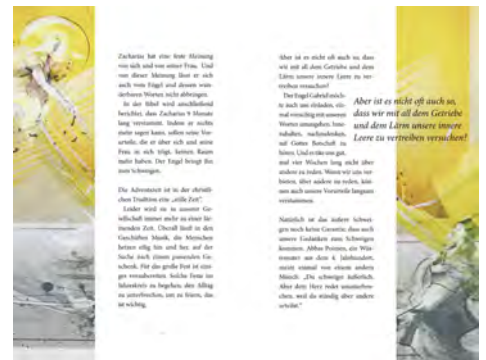 Zacharias hat eine feste Meinung
von sich und von seiner Frau. Und
von dieser Meinung lässt er sich
auch vom Engel und dessen wun-
derbaren Worten nicht abbringen.
In der Bibel wird anschließend
berichtet, dass Zacharias 9 Monate
lang verstummt. Indem er nichts
mehr sagen kann, sollen seine Vor-
urteile, die er über sich und seine
Frau in sich trägt, keinen Raum
mehr haben. Der Engel bringt ihn
zum Schweigen.
Die Adventszeit ist in der christli-
chen Tradition eine „stille Zeit“.
Leider wird sie in unserer Ge-
sellschaft immer mehr zu einer lär-
menden Zeit. Überall läuft in den
Geschäften Musik, die Menschen
hetzen eilig hin und her, auf der
Suche nach einem passenden Ge-
schenk. Für das große Fest ist eini-
ges vorzubereiten. Solche Feste im
Jahreskreis zu begehen, den Alltag
zu unterbrechen, um zu feiern, das
ist wichtig.
Aber ist es nicht oft auch so, dass
wir mit all dem Getriebe und dem
Lärm unsere innere Leere zu ver-
treiben versuchen?
Der Engel Gabriel möch-
te auch uns einladen, ein-
mal vorsichtig mit unseren
Worten umzugehen. Inne-
zuhalten, nachzudenken,
auf Gottes Botschaft zu
hören. Und es täte uns gut,
mal vier Wochen lang nicht über
andere zu reden. Wenn wir uns ver-
bieten, über andere zu reden, kön-
nen auch unsere Vorurteile langsam
verstummen.
Aber ist es nicht oft auch so,
dass wir mit all dem Getriebe
und dem Lärm unsere innere
Leere zu vertreiben versuchen?
Natürlich ist das äußere Schwei-
gen noch keine Garantie, dass auch
unsere Gedanken zum Schweigen
kommen. Abbas Poimen, ein Wüs-
tenvater aus dem 4. Jahrhundert,
meint einmal von einem andern
Mönch: „Du schweigst äußerlich.
Aber dein Herz redet ununterbro-
chen, weil du ständig über andere
urteilst.“